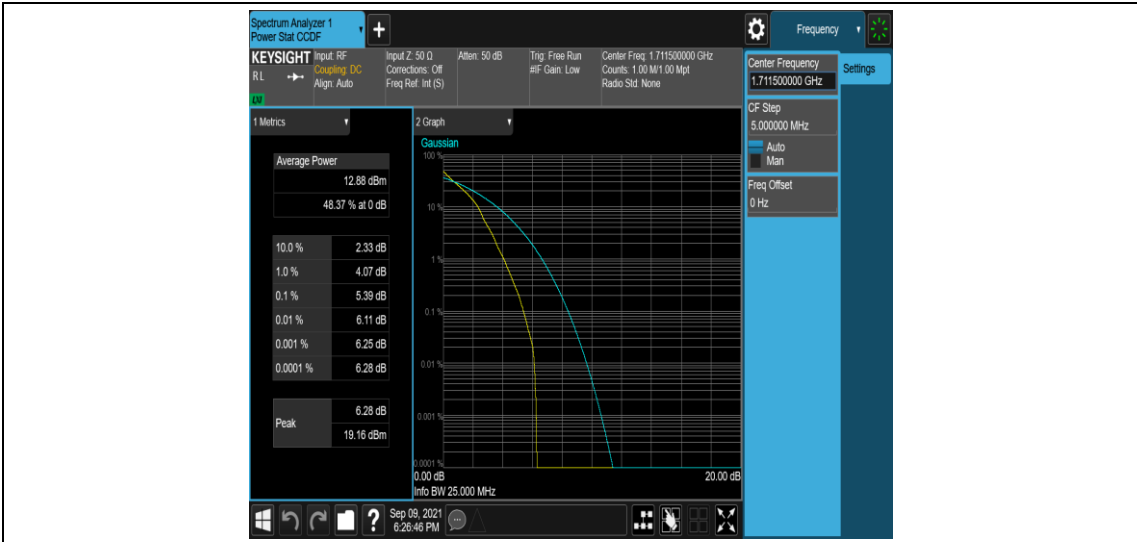 Spectrum Analyzer 1
Power Stat CCDF
+
Frequency
KEYSIGHT
R L
LXI
Input: RF
Coupling: DC
Align: Auto
Input Z: 50 Ω
Corrections: Off
Freq Ref: Int (S)
Atten: 50 dB
Trig: Free Run
#IF Gain: Low
Center Freq: 1.711500000 GHz
Counts: 1.00 M/1.00 Mpt
Radio Std: None
Center Frequency
1.711500000 GHz
Settings
CF Step
5.000000 MHz
Auto
Man
Freq Offset
0 Hz
1 Metrics
Average Power
12.88 dBm
48.37 % at 0 dB
10.0 % 2.33 dB
1.0 % 4.07 dB
0.1 % 5.39 dB
0.01 % 6.11 dB
0.001 % 6.25 dB
0.0001 % 6.28 dB
Peak
6.28 dB
19.16 dBm
2 Graph
Gaussian
100 %
10 %
1 %
0.1 %
0.01 %
0.001 %
0.0001 %
0.00 dB 20.00 dB
Info BW 25.000 MHz
?
Sep 09, 2021
6:26:46 PM